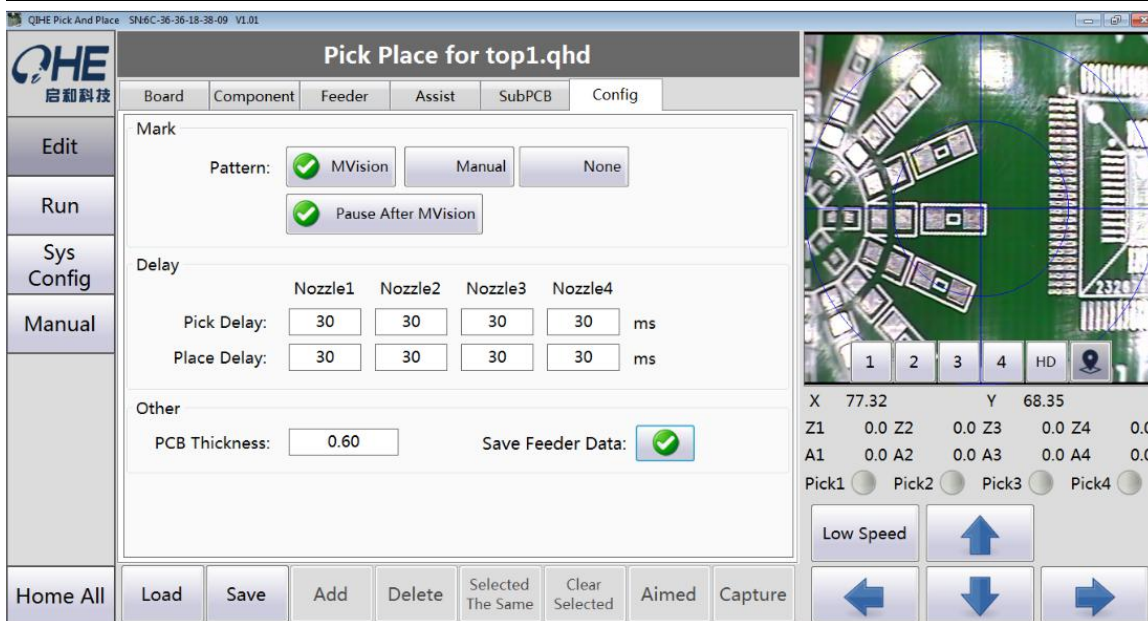 QIHE Pick And Place SN:6C-36-36-18-38-09 V1.01
QiHE
启和科技
Pick Place for top1.qhd
Board Component Feeder Assist SubPCB Config
Edit
Run
Sys
Config
Manual
Home All
Mark
Pattern: MVision Manual None
Pause After MVision
Delay
Nozzle1 Nozzle2 Nozzle3 Nozzle4
Pick Delay: 30 30 30 30 ms
Place Delay: 30 30 30 30 ms
Other
PCB Thickness: 0.60 Save Feeder Data:
Load Save Add Delete Selected The Same Clear Selected Aimed Capture
2328
1 2 3 4 HD
X 77.32 Y 68.35
Z1 0.0 Z2 0.0 Z3 0.0 Z4
A1 0.0 A2 0.0 A3 0.0 A4
Pick1 Pick2 Pick3 Pick4
Low Speed